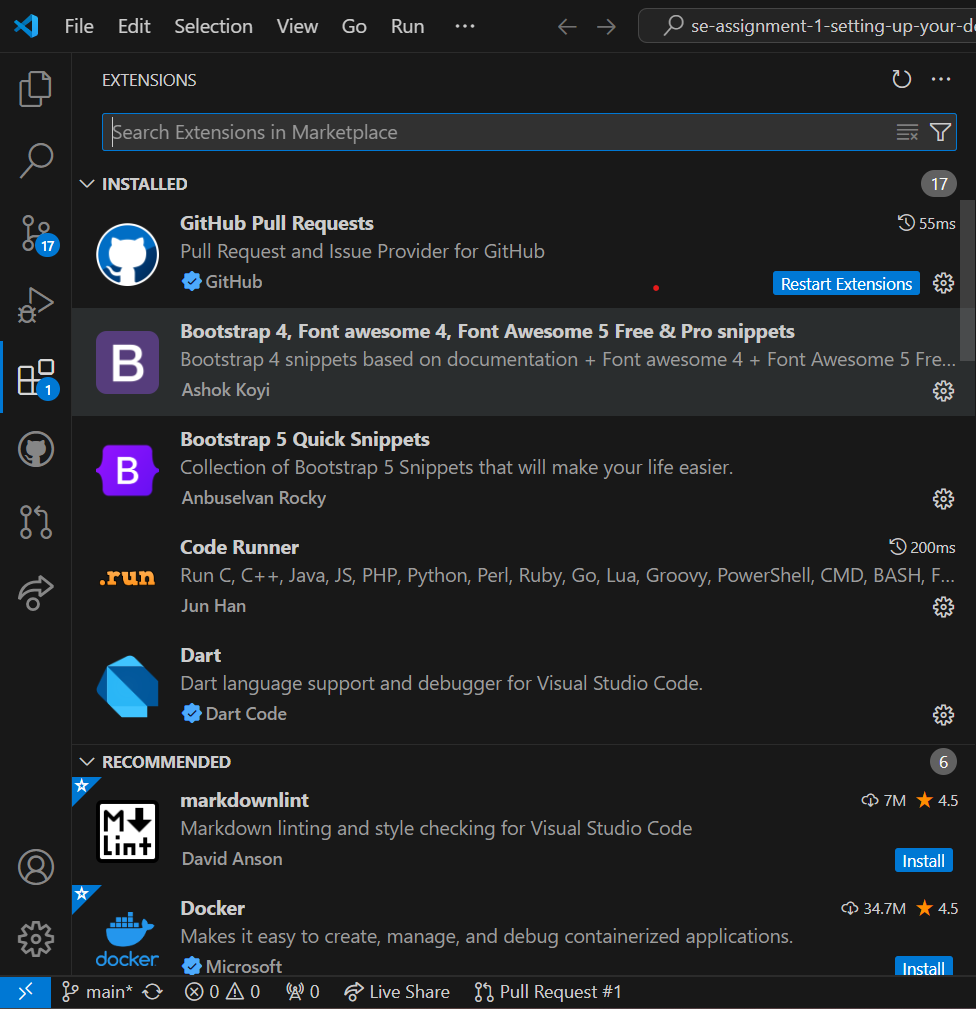 File Edit Selection View Go Run ···
se-assignment-1-setting-up-your-de
EXTENSIONS
Search Extensions in Marketplace
INSTALLED 17
GitHub Pull Requests 55ms
Pull Request and Issue Provider for GitHub
GitHub Restart Extensions
17
Bootstrap 4, Font awesome 4, Font Awesome 5 Free & Pro snippets
B
Bootstrap 4 snippets based on documentation + Font awesome 4 + Font Awesome 5 Fre...
Ashok Koyi
1
Bootstrap 5 Quick Snippets
B
Collection of Bootstrap 5 Snippets that will make your life easier.
Anbuselvan Rocky
Code Runner 200ms
.run
Run C, C++, Java, JS, PHP, Python, Perl, Ruby, Go, Lua, Groovy, PowerShell, CMD, BASH, F...
Jun Han
Dart
Dart language support and debugger for Visual Studio Code.
Dart Code
RECOMMENDED 6
markdownlint 7M 4.5
M
Lint
Markdown linting and style checking for Visual Studio Code
David Anson
Install
Docker 34.7M 4.5
docker
Makes it easy to create, manage, and debug containerized applications.
Microsoft Install
main* 0 0 0 Live Share Pull Request #1